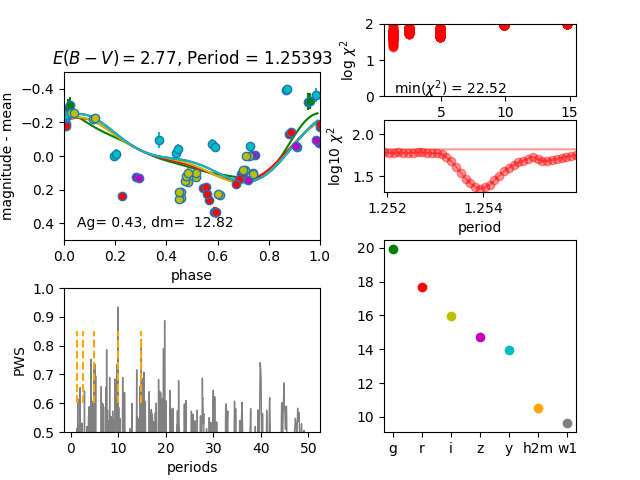 E(B − V) = 2.77, Period = 1.25393
−0.4
−0.2
0.0
0.2
0.4
magnitude - mean
Ag= 0.43, dm=  12.82
0.0 0.2 0.4 0.6 0.8 1.0
phase
2
1
0
log χ²
min(χ²) = 22.52
5 10 15
2.0
1.5
log10 χ²
1.252 1.254
period
1.0
0.9
0.8
0.7
0.6
0.5
PWS
0 10 20 30 40 50
periods
20
18
16
14
12
10
g r i z y h2m w1